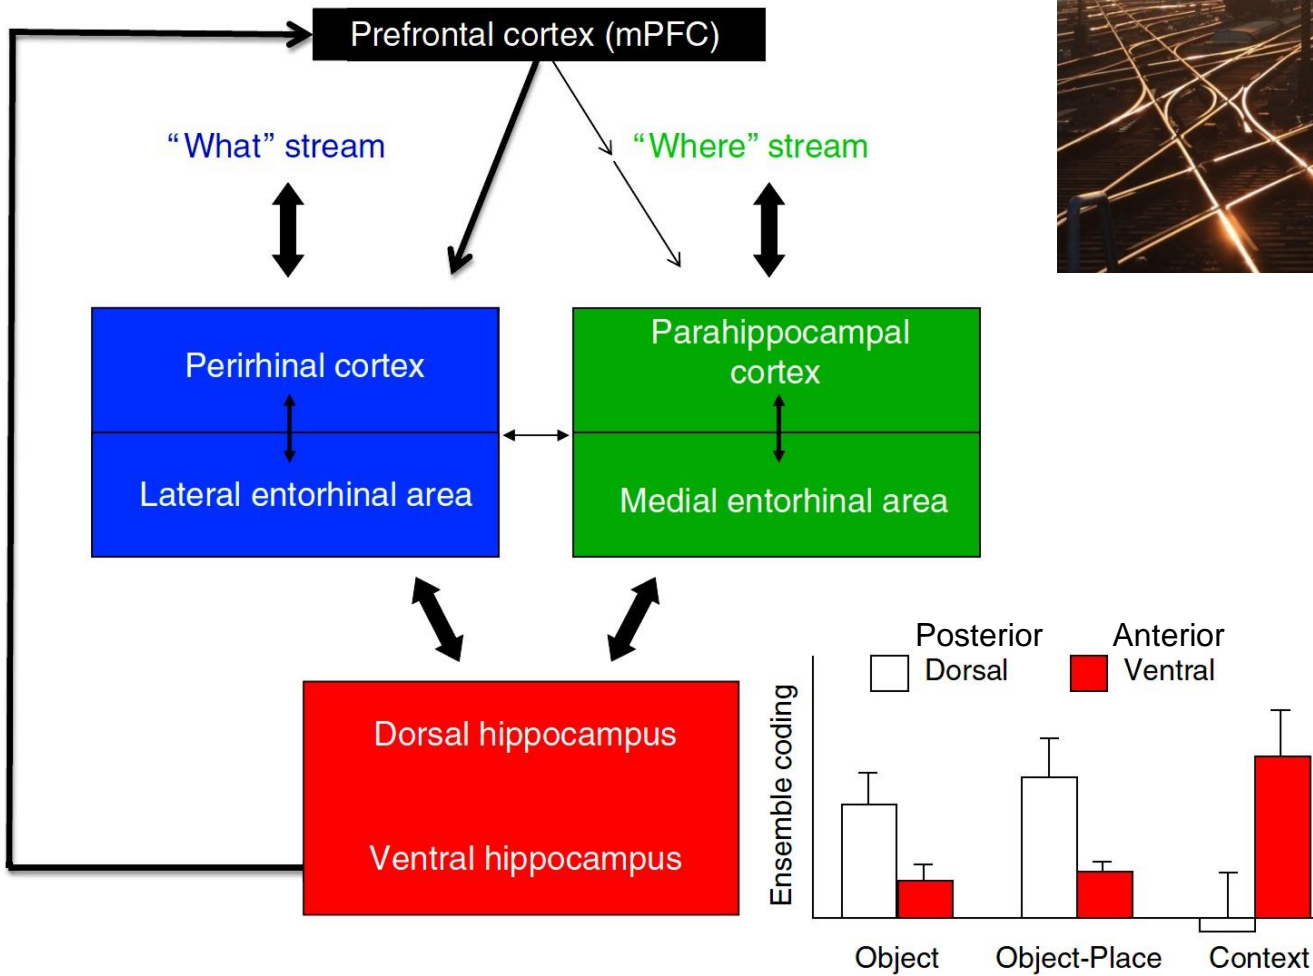 Prefrontal cortex (mPFC)
“What” stream
“Where” stream
Perirhinal cortex
Parahippocampal
cortex
Lateral entorhinal area
Medial entorhinal area
Dorsal hippocampus
Ventral hippocampus
Posterior
Anterior
Dorsal
Ventral
Ensemble coding
Object
Object-Place
Context